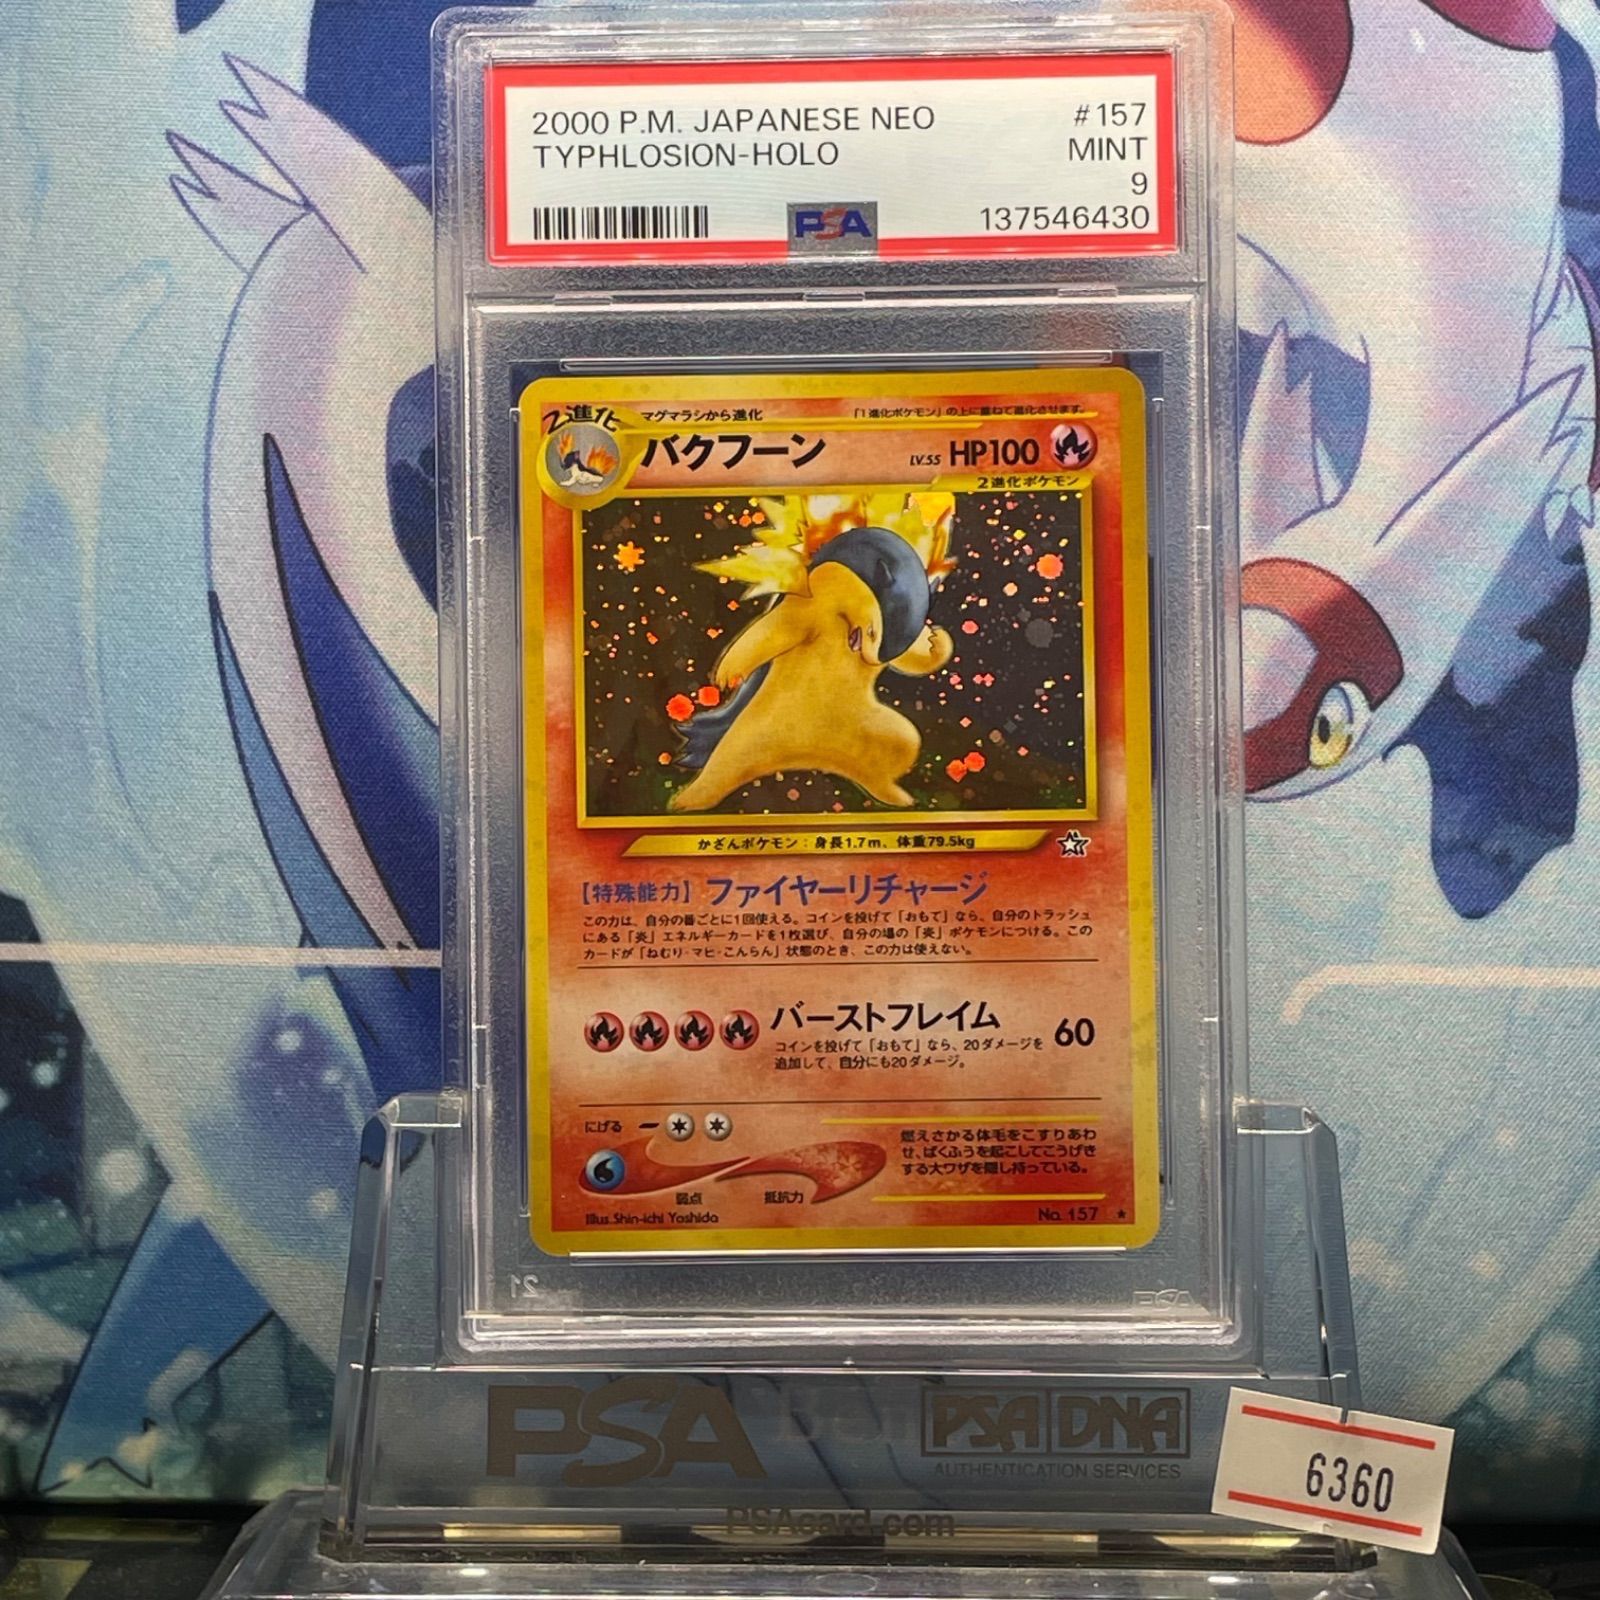 2000 P.M. JAPANESE NEO #157
TYPHLOSION-HOLO MINT
9
PSA 137546430
2進化 マグマラシから進化 「1進化ポケモン」の上に重ねて進化させます。
バクフーン LV.55 HP100
2進化ポケモン
かざんポケモン:身長1.7m、体重79.5kg
【特殊能力】ファイヤーリチャージ
この力は、自分の番ごとに1回使える。コインを投げて「おもて」なら、自分のトラッシュ
にある「炎」エネルギーカードを1枚選び、自分の場の「炎」ポケモンにつける。この
カードが「ねむり・マヒ・こんらん」状態のとき、この力は使えない。
バーストフレイム 60
コインを投げて「おもて」なら、20ダメージを
追加して、自分にも20ダメージ。
にげる
弱点 抵抗力
燃えさかる体毛をこすりあわ
せ、ばくふうを起こしてこうげき
する大ワザを隠し持っている。
Illus.Shin-ichi Yoshida No.157 ★
21 PSA
PSA PSA DNA
AUTHENTICATION SERVICES
PSAcard.com
6360